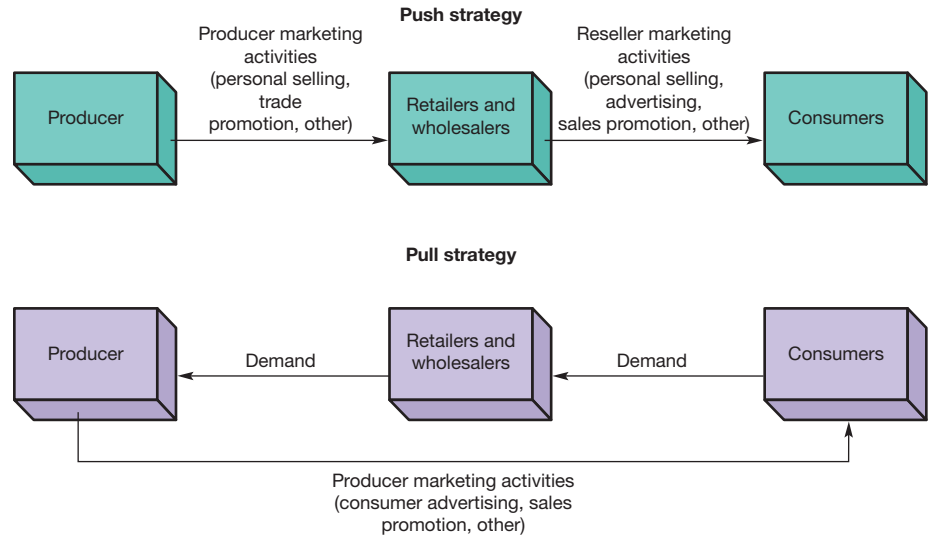 Push strategy
Producer marketing
activities
(personal selling,
trade
promotion, other)
Reseller marketing
activities
(personal selling,
advertising,
sales promotion, other)
Producer
Retailers and
wholesalers
Consumers
Pull strategy
Producer
Demand
Retailers and
wholesalers
Demand
Consumers
Producer marketing activities
(consumer advertising, sales
promotion, other)